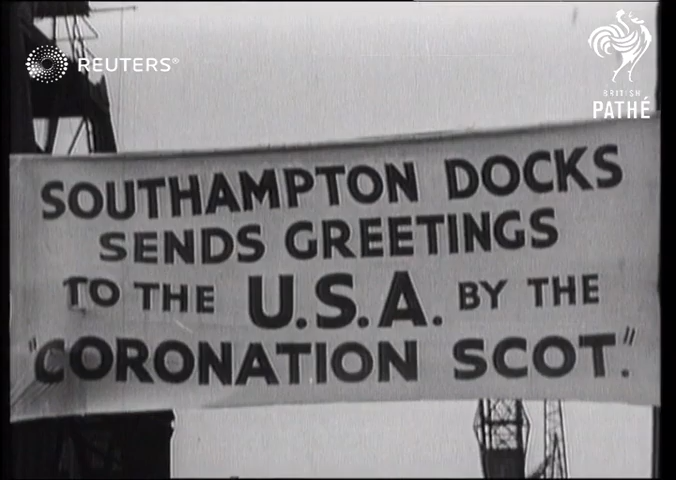 REUTERS®
BRITISH
PATHÉ
SOUTHAMPTON DOCKS
SENDS GREETINGS
TO THE U.S.A. BY THE
"CORONATION SCOT."